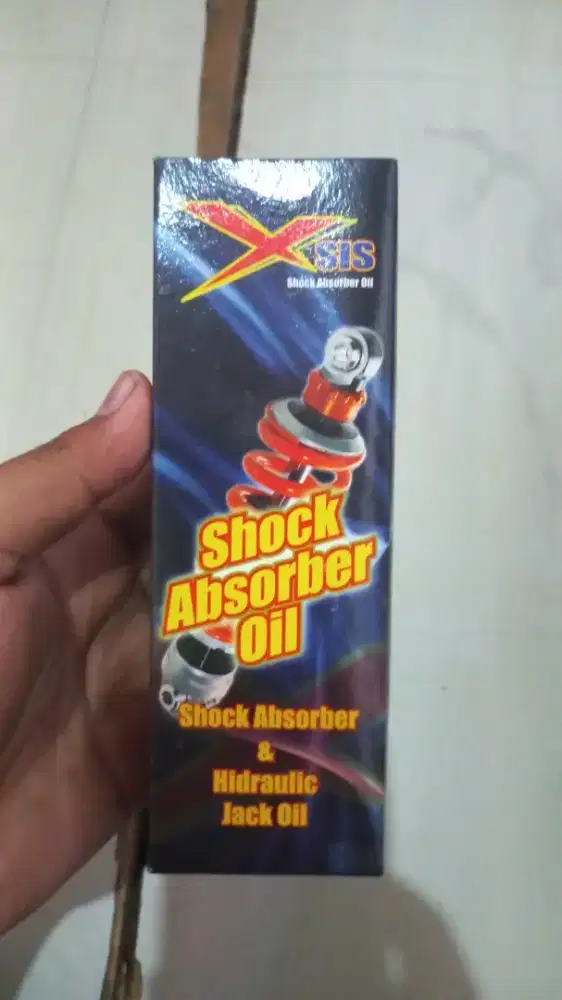 XSIS
Shock Absorber Oil
Shock
Absorber
Oil
Shock Absorber
&
Hidraulic
Jack Oil